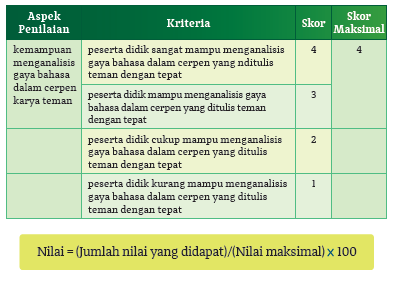 Aspek Penilaian
Kriteria
Skor
Skor Maksimal
kemampuan
menganalisis
gaya bahasa
dalam cerpen
karya teman
peserta didik sangat mampu menganalisis
gaya bahasa dalam cerpen yang nditulis
teman dengan tepat
4
4
peserta didik mampu menganalisis gaya
bahasa dalam cerpen yang ditulis teman
dengan tepat
3
peserta didik cukup mampu menganalisis
gaya bahasa dalam cerpen yang ditulis
teman dengan tepat
2
peserta didik kurang mampu menganalisis
gaya bahasa dalam cerpen yang ditulis
teman dengan tepat
1
Nilai = (Jumlah nilai yang didapat)/(Nilai maksimal) x 100